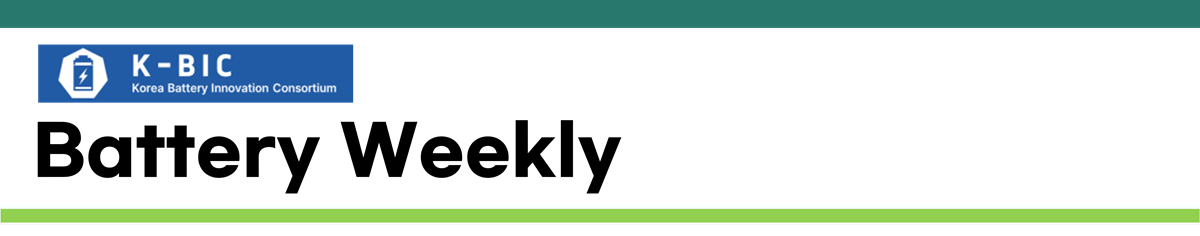 K-BIC
Korea Battery Innovation Consortium
Battery Weekly